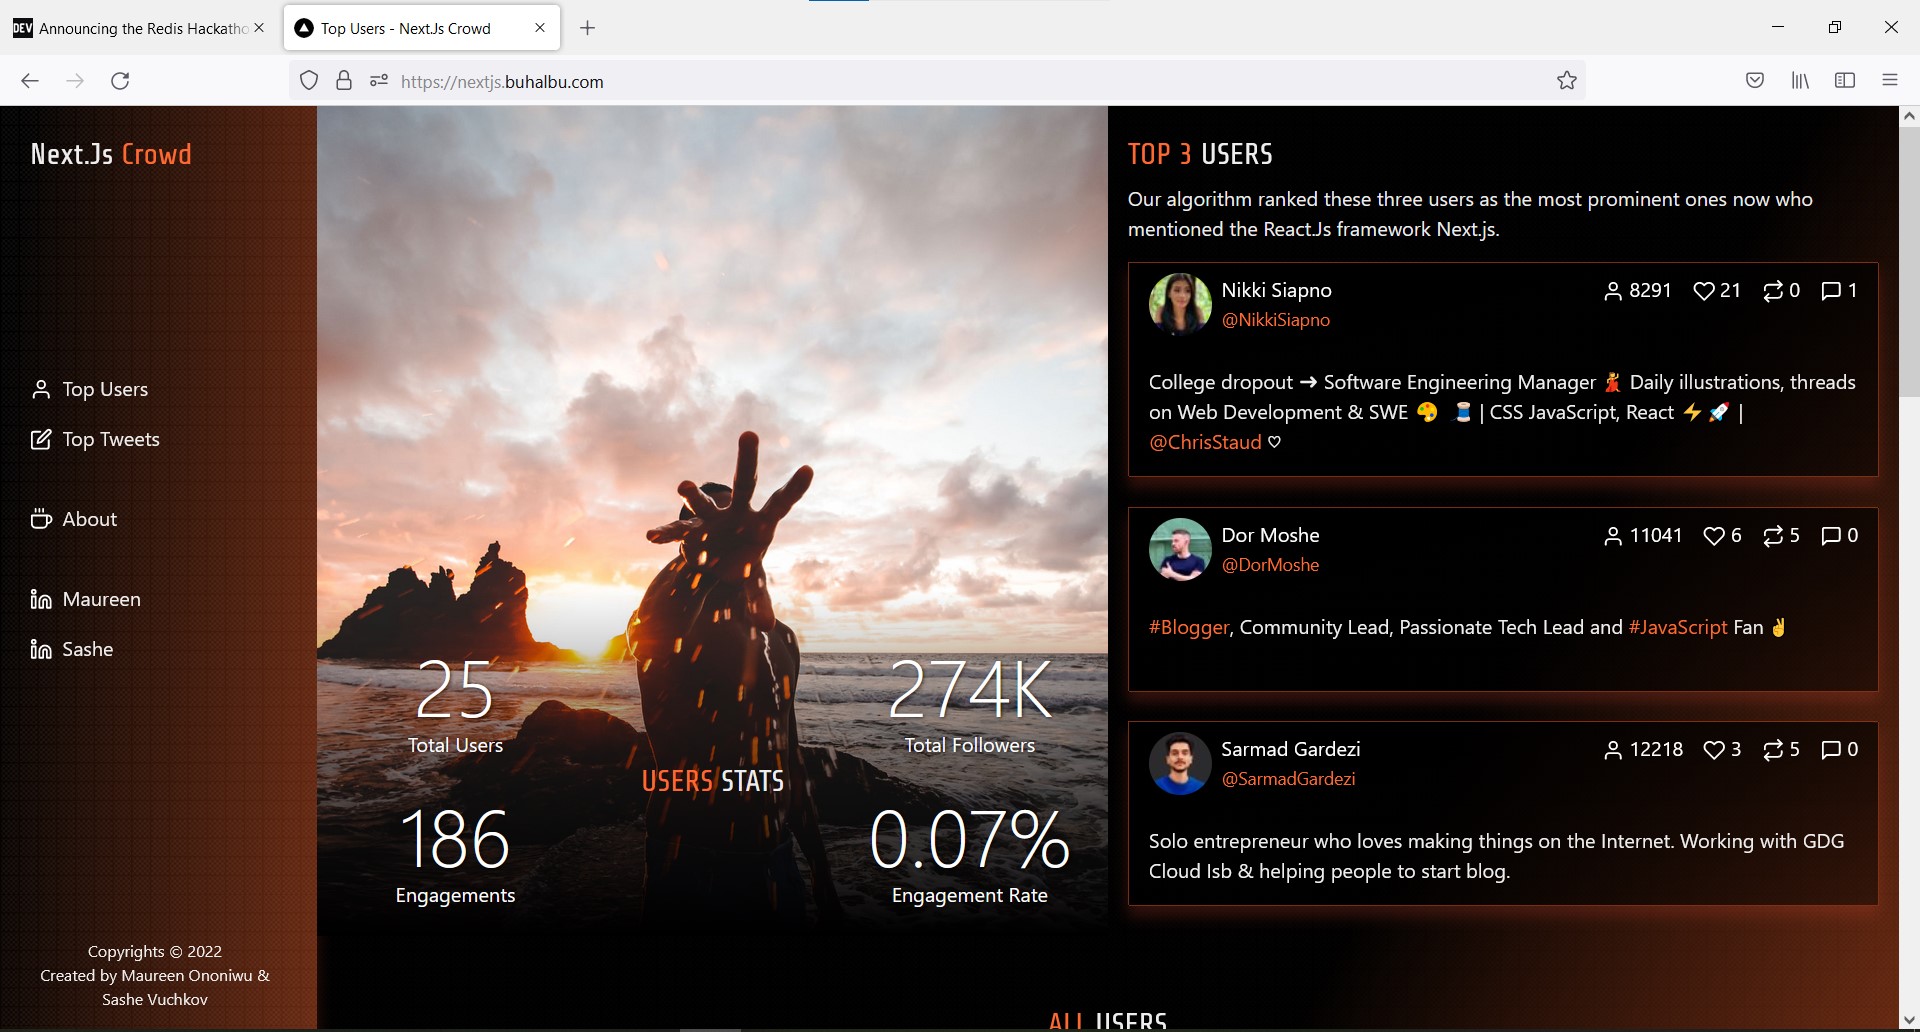 DEV Announcing the Redis Hackatho
Top Users - Next.Js Crowd
https://nextjs.buhalbu.com
Next.Js Crowd
Top Users
Top Tweets
About
Maureen
Sashe
Copyrights © 2022
Created by Maureen Ononiwu &
Sashe Vuchkov
25
Total Users
274K
Total Followers
USERS STATS
186
Engagements
0.07%
Engagement Rate
TOP 3 USERS
Our algorithm ranked these three users as the most prominent ones now who
mentioned the React.Js framework Next.js.
Nikki Siapno
@NikkiSiapno
8291 21 0 1
College dropout ➜ Software Engineering Manager 💃 Daily illustrations, threads
on Web Development & SWE 🎨 🧵 | CSS JavaScript, React ⚡ 🚀 |
@ChrisStaud ♡
Dor Moshe
@DorMoshe
11041 6 5 0
#Blogger, Community Lead, Passionate Tech Lead and #JavaScript Fan ✌
Sarmad Gardezi
@SarmadGardezi
12218 3 5 0
Solo entrepreneur who loves making things on the Internet. Working with GDG
Cloud Isb & helping people to start blog.
ALL USERS